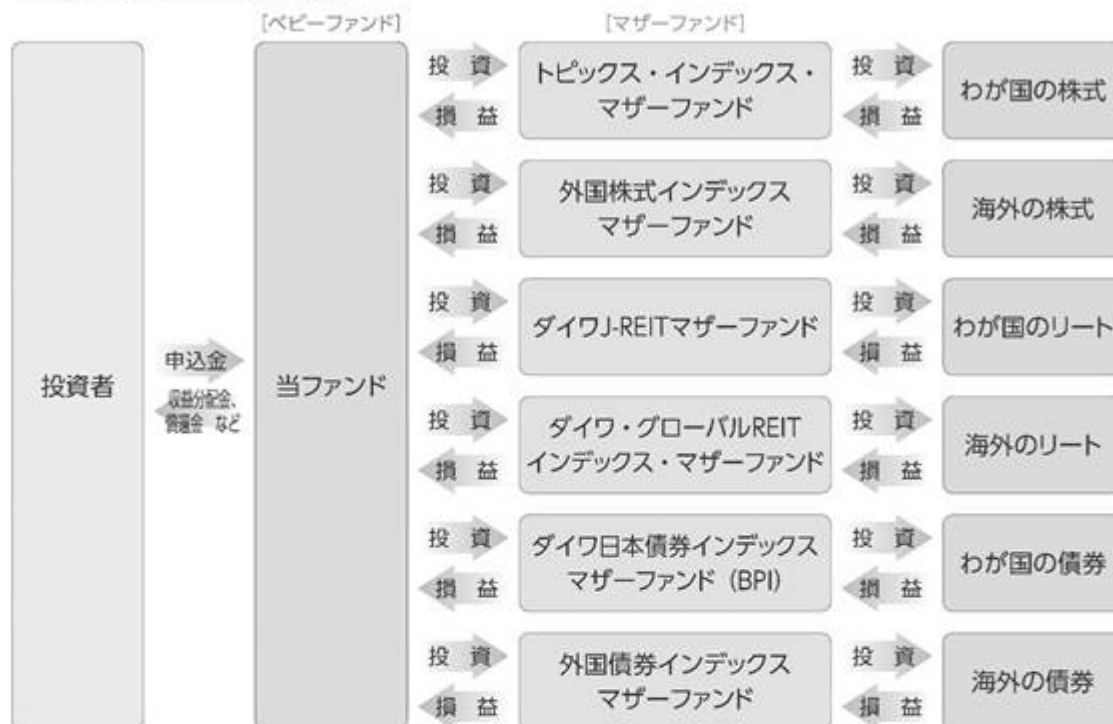 [ベビーファンド]
[マザーファンド]
投資者
申込金
収益分配金、
償還金 など
当ファンド
投 資
損 益
トピックス・インデックス・
マザーファンド
投 資
損 益
わが国の株式
投 資
損 益
外国株式インデックス
マザーファンド
投 資
損 益
海外の株式
投 資
損 益
ダイワJ-REITマザーファンド
投 資
損 益
わが国のリート
投 資
損 益
ダイワ・グローバルREIT
インデックス・マザーファンド
投 資
損 益
海外のリート
投 資
損 益
ダイワ日本債券インデックス
マザーファンド（BPI）
投 資
損 益
わが国の債券
投 資
損 益
外国債券インデックス
マザーファンド
投 資
損 益
海外の債券